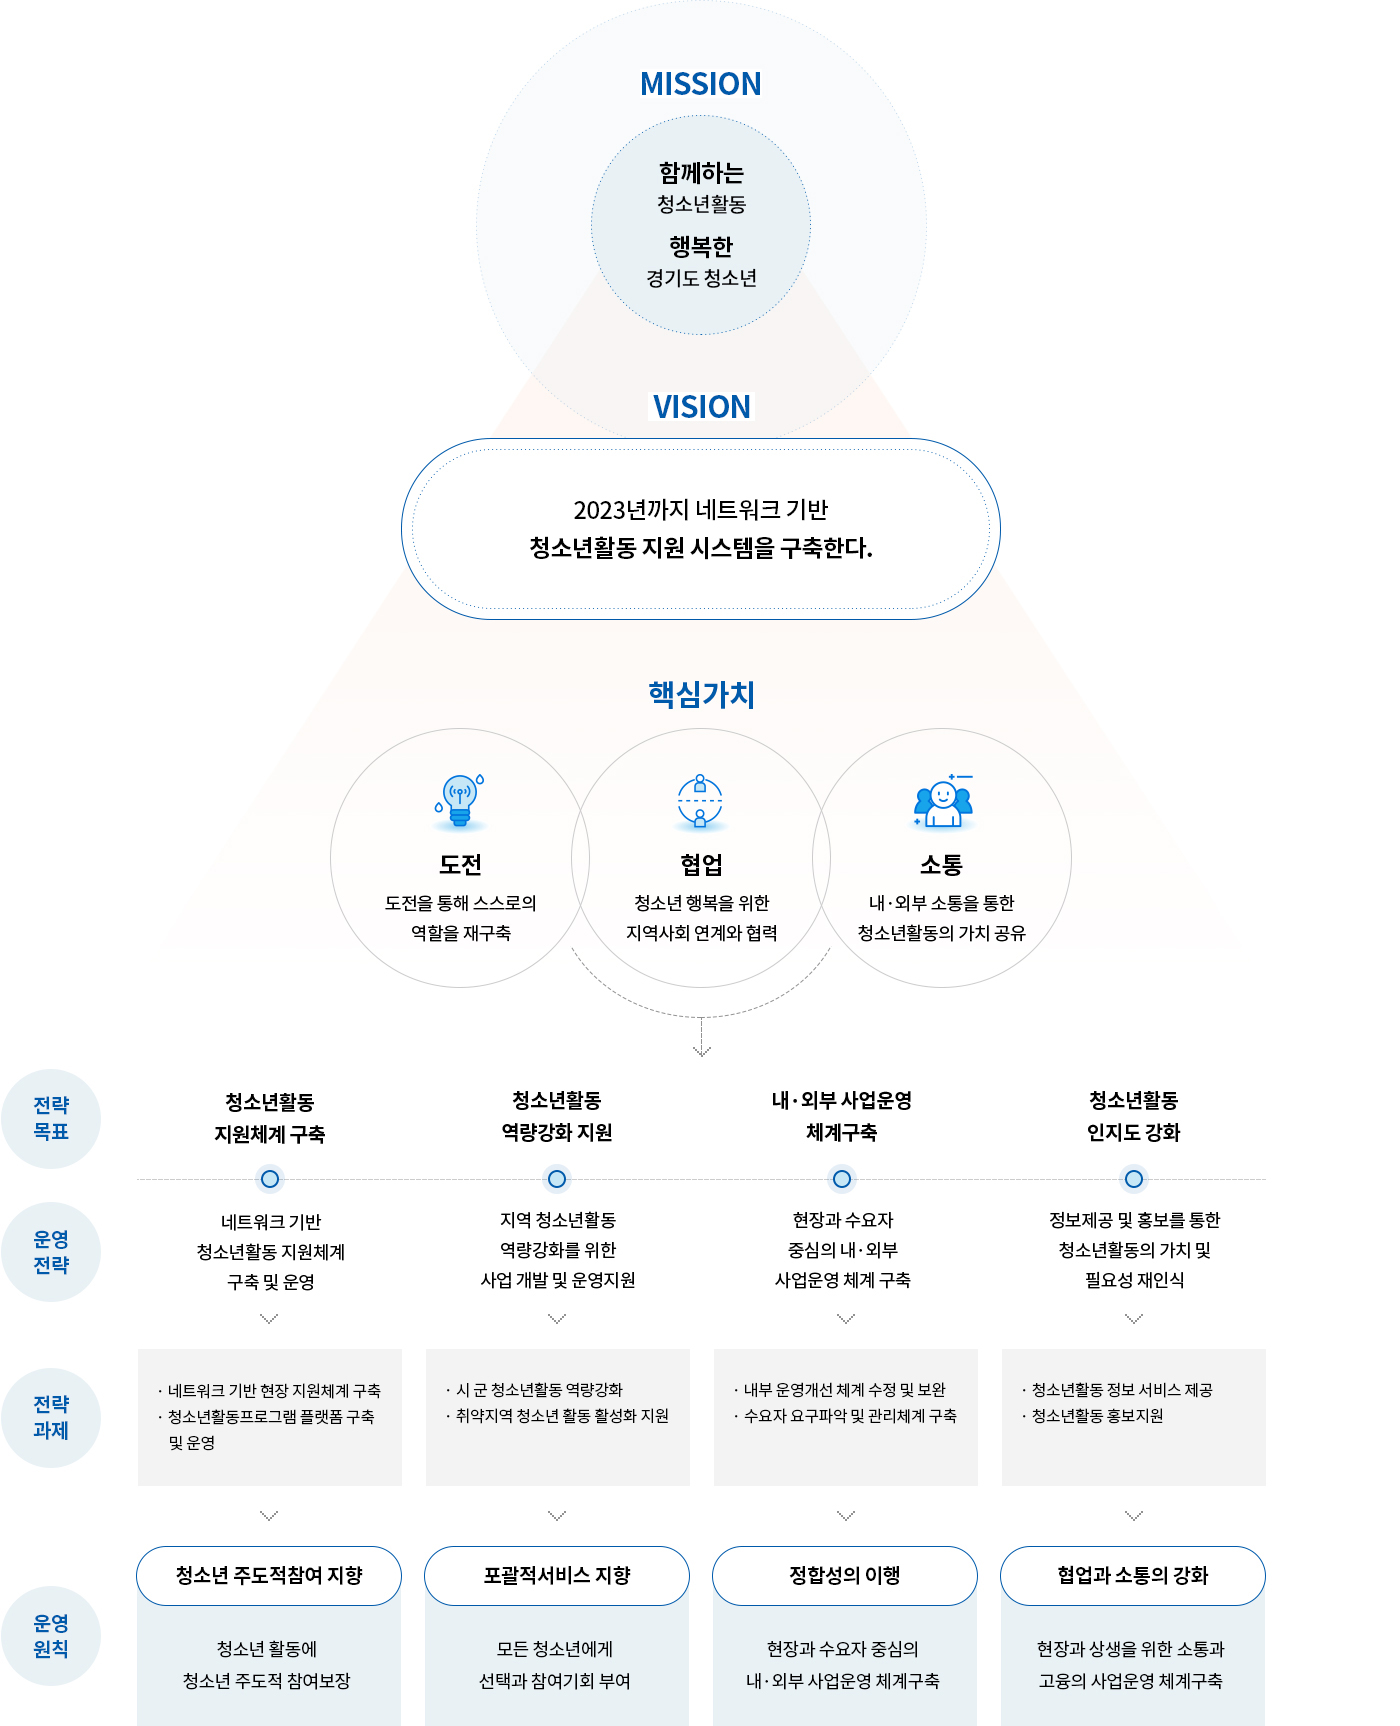 MISSION
함께하는
청소년활동
행복한
경기도 청소년
VISION
2023년까지 네트워크 기반
청소년활동 지원 시스템을 구축한다.
핵심가치
도전
도전을 통해 스스로의
역할을 재구축
협업
청소년 행복을 위한
지역사회 연계와 협력
소통
내·외부 소통을 통한
청소년활동의 가치 공유
전략
목표
청소년활동
지원체계 구축
청소년활동
역량강화 지원
내·외부 사업운영
체계구축
청소년활동
인지도 강화
운영
전략
네트워크 기반
청소년활동 지원체계
구축 및 운영
지역 청소년활동
역량강화를 위한
사업 개발 및 운영지원
현장과 수요자
중심의 내·외부
사업운영 체계 구축
정보제공 및 홍보를 통한
청소년활동의 가치 및
필요성 재인식
전략
과제
· 네트워크 기반 현장 지원체계 구축
· 청소년활동프로그램 플랫폼 구축
및 운영
· 시 군 청소년활동 역량강화
· 취약지역 청소년 활동 활성화 지원
· 내부 운영개선 체계 수정 및 보완
· 수요자 요구파악 및 관리체계 구축
· 청소년활동 정보 서비스 제공
· 청소년활동 홍보지원
운영
원칙
청소년 주도적참여 지향
청소년 활동에
청소년 주도적 참여보장
포괄적서비스 지향
모든 청소년에게
선택과 참여기회 부여
정합성의 이행
현장과 수요자 중심의
내·외부 사업운영 체계구축
협업과 소통의 강화
현장과 상생을 위한 소통과
고융의 사업운영 체계구축